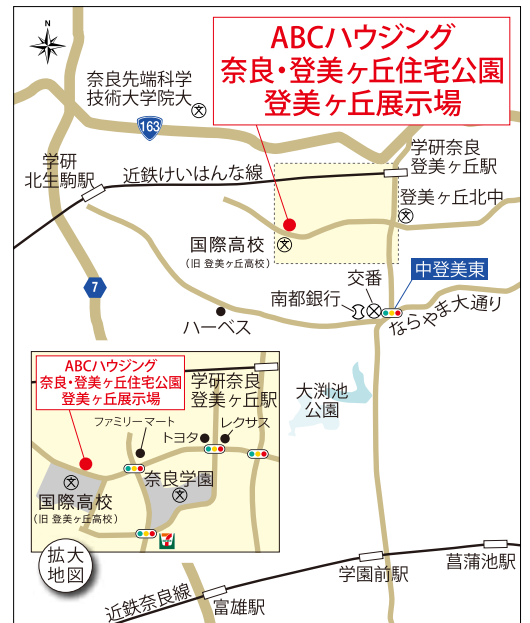 N
ABCハウジング
奈良・登美ヶ丘住宅公園
登美ヶ丘展示場
奈良先端科学
技術大学院大
文
163
学研
北生駒駅
近鉄けいはんな線
学研奈良
登美ヶ丘駅
登美ヶ丘北中
文
国際高校
文
(旧 登美ヶ丘高校)
7
中登美東
交番
南都銀行
ならやま大通り
ハーベス
大渕池
公園
ABCハウジング
奈良・登美ヶ丘住宅公園
登美ヶ丘展示場
学研奈良
登美ヶ丘駅
ファミリーマート
トヨタ
レクサス
文
国際高校
(旧 登美ヶ丘高校)
奈良学園
文
7
拡大
地図
近鉄奈良線
富雄駅
学園前駅
菖蒲池駅